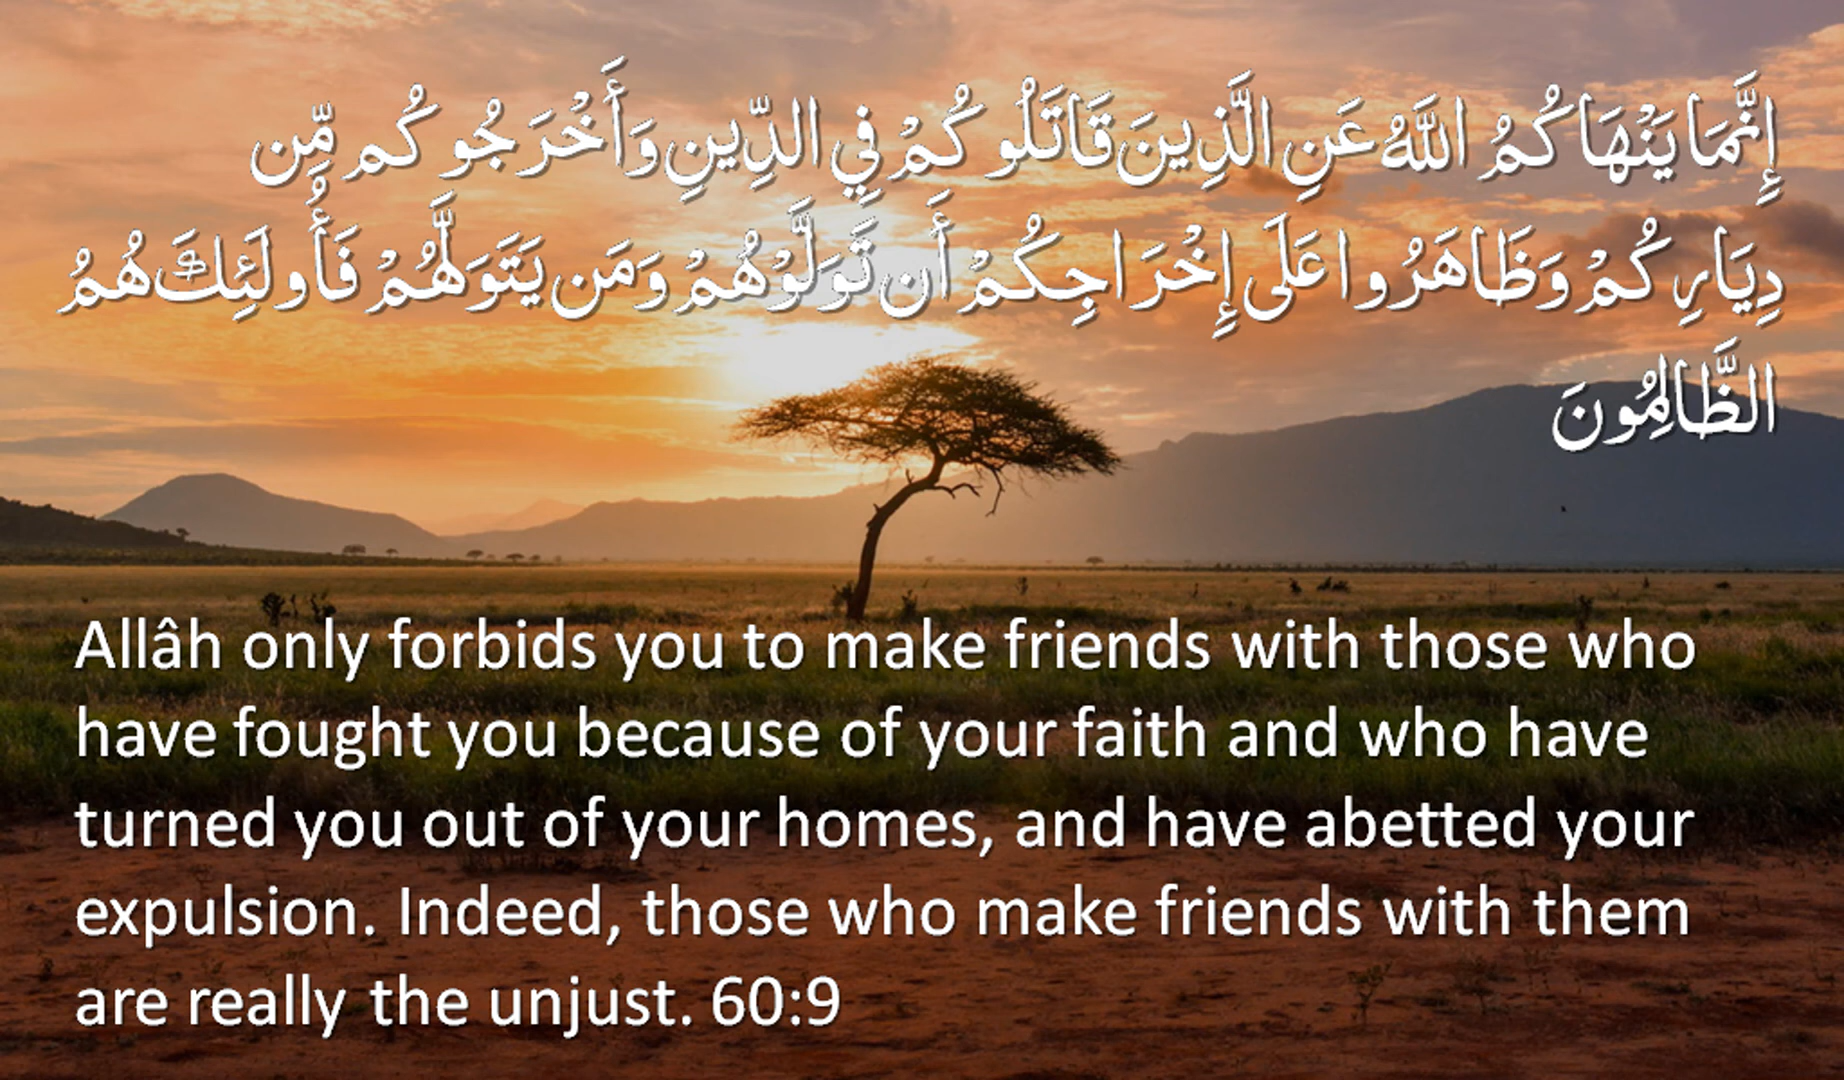 إِنَّمَا يَنْهَاكُمُ اللَّهُ عَنِ الَّذِينَ قَاتَلُوكُمْ فِي الدِّينِ وَأَخْرَجُوكُم مِّن
دِيَارِكُمْ وَظَاهَرُوا عَلَى إِخْرَاجِكُمْ أَن تَوَلَّوْهُمْ وَمَن يَتَوَلَّهُمْ فَأُولَئِكَ هُمُ
الظَّالِمُونَ
Allâh only forbids you to make friends with those who
have fought you because of your faith and who have
turned you out of your homes, and have abetted your
expulsion. Indeed, those who make friends with them
are really the unjust. 60:9